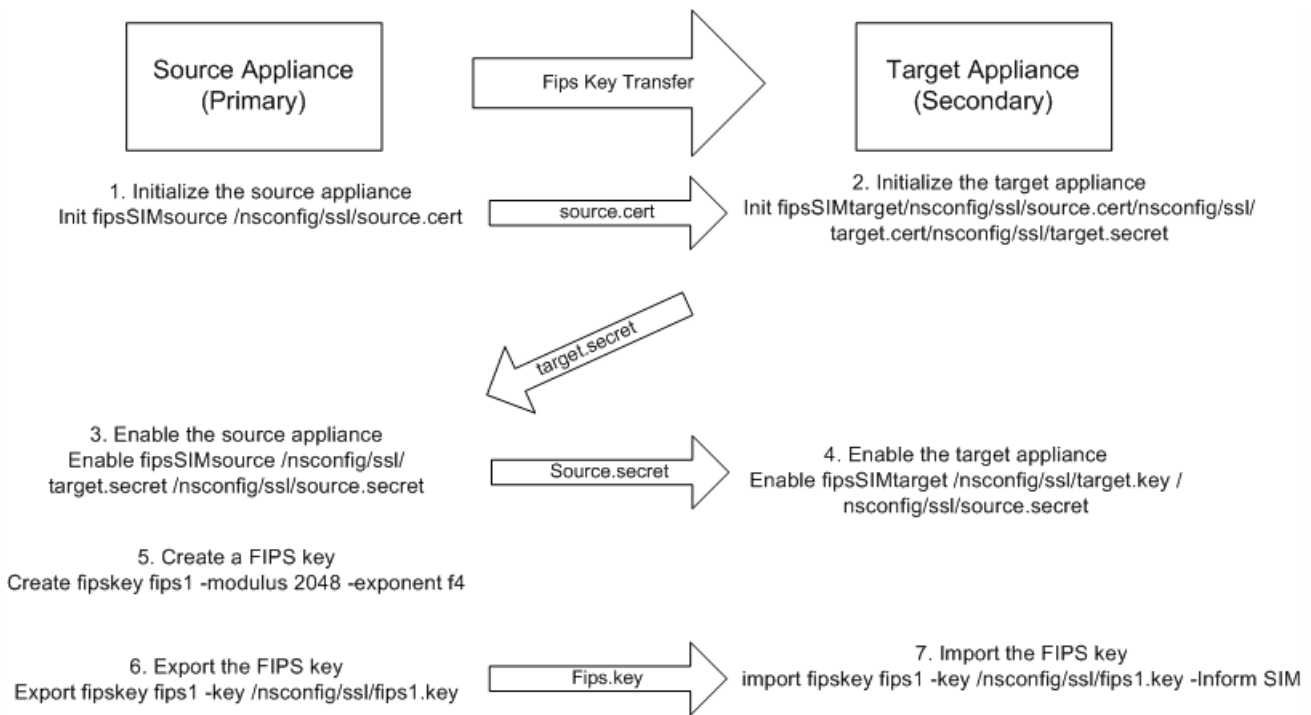 Source Appliance
(Primary)
Fips Key Transfer
Target Appliance
(Secondary)
1. Initialize the source appliance
Init fipsSIMsource /nsconfig/ssl/source.cert
source.cert
2. Initialize the target appliance
Init fipsSIMtarget/nsconfig/ssl/source.cert/nsconfig/ssl/
target.cert/nsconfig/ssl/target.secret
target.secret
3. Enable the source appliance
Enable fipsSIMsource /nsconfig/ssl/
target.secret /nsconfig/ssl/source.secret
Source.secret
4. Enable the target appliance
Enable fipsSIMtarget /nsconfig/ssl/target.key /
nsconfig/ssl/source.secret
5. Create a FIPS key
Create fipskey fips1 -modulus 2048 -exponent f4
6. Export the FIPS key
Export fipskey fips1 -key /nsconfig/ssl/fips1.key
Fips.key
7. Import the FIPS key
import fipskey fips1 -key /nsconfig/ssl/fips1.key -Inform SIM